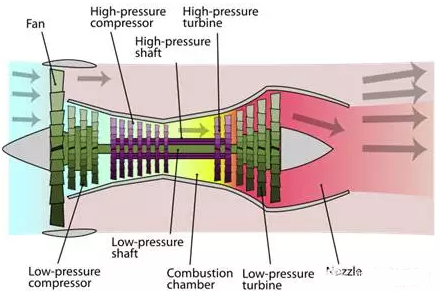 Fan
High-pressure
compressor
High-pressure
turbine
High-pressure
shaft
Low-pressure
compressor
Low-pressure
shaft
Combustion
chamber
Low-pressure
turbine
Nozzle